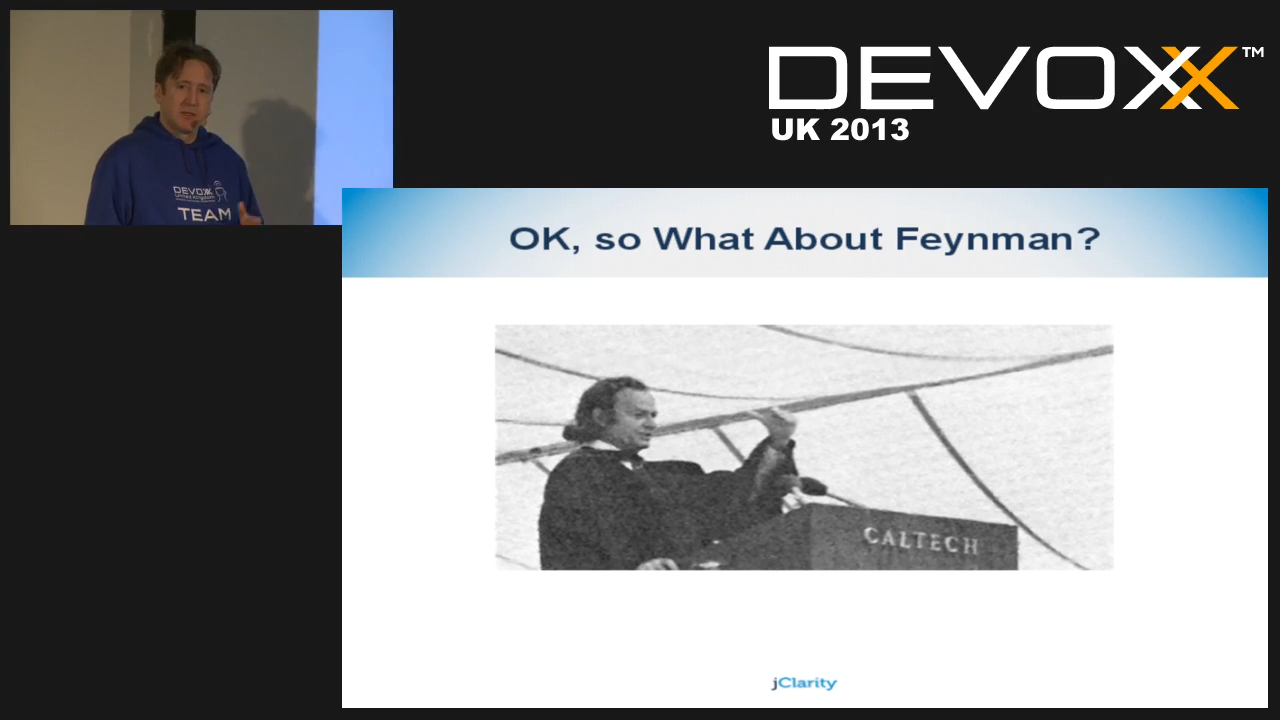 DEVOXX™
UK 2013
DEVOXX
TEAM
OK, so What About Feynman?
CALTECH
jClarity